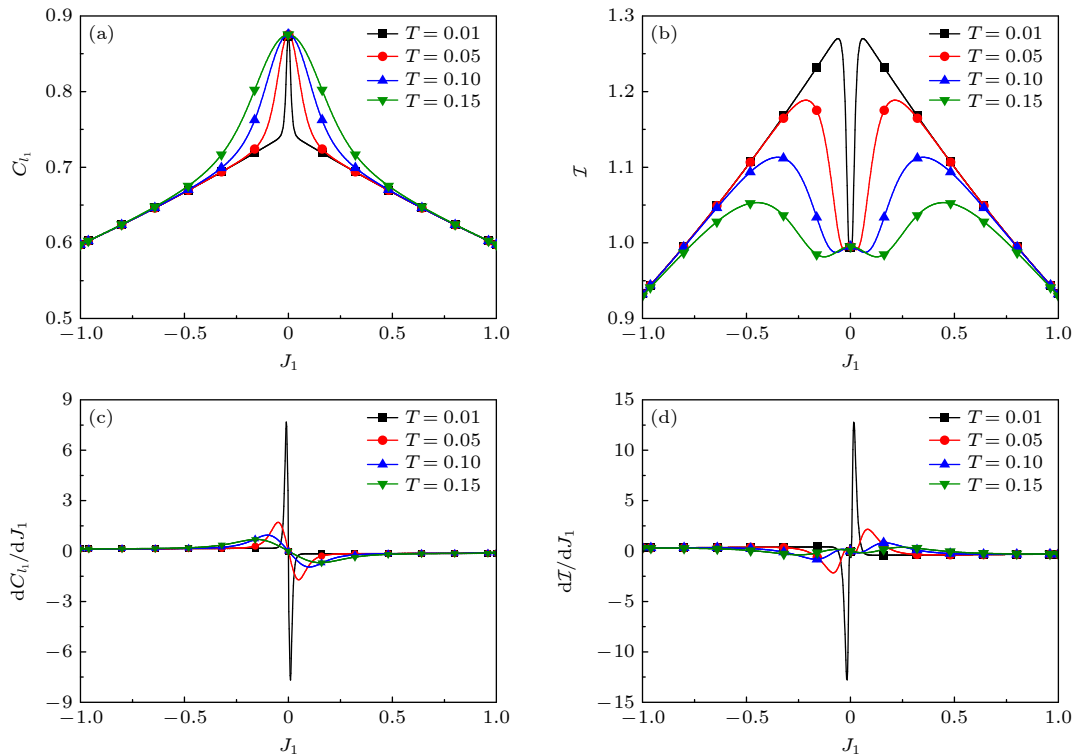 (a)
T = 0.01
T = 0.05
T = 0.10
T = 0.15
0.9
0.8
0.7
0.6
0.5
C_{l_1}
−1.0 −0.5 0 0.5 1.0
J_1
(b)
T = 0.01
T = 0.05
T = 0.10
T = 0.15
1.3
1.2
1.1
1.0
0.9
ℐ
−1.0 −0.5 0 0.5 1.0
J_1
(c)
T = 0.01
T = 0.05
T = 0.10
T = 0.15
9
6
3
0
−3
−6
−9
dC_{l_1}/dJ_1
−1.0 −0.5 0 0.5 1.0
J_1
(d)
T = 0.01
T = 0.05
T = 0.10
T = 0.15
15
10
5
0
−5
−10
−15
dℐ/dJ_1
−1.0 −0.5 0 0.5 1.0
J_1